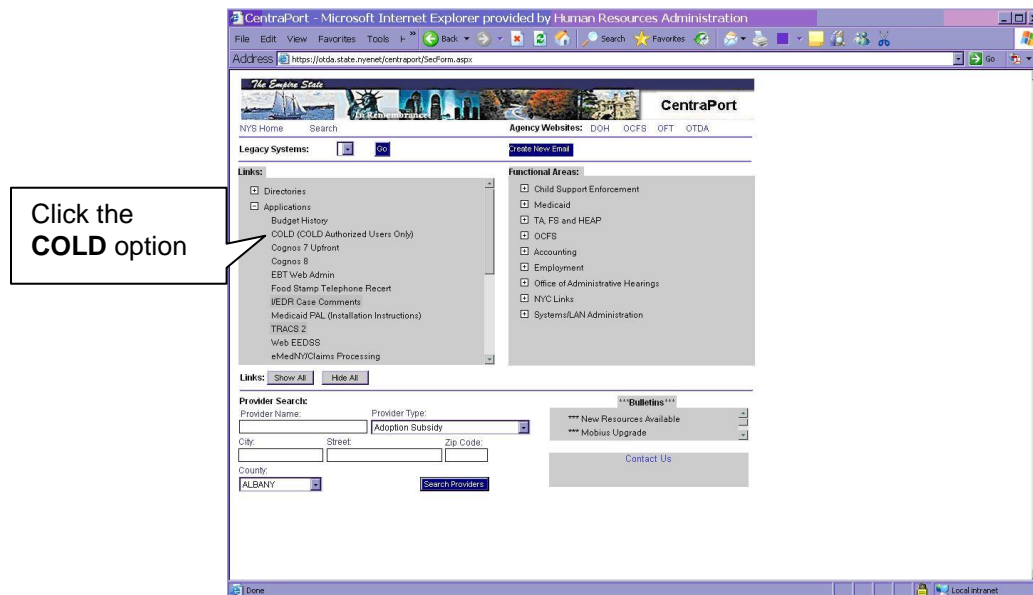 CentraPort - Microsoft Internet Explorer provided by Human Resources Administration
File Edit View Favorites Tools H » Back Search Favorites
Address https://otda.state.nyenet/centraport/SecForm.aspx Go
The Empire State
In Remembrance
CentraPort
NYS Home Search Agency Websites: DOH OCFS OFT OTDA
Legacy Systems: Go Create New Email
Links:
Directories
Applications
Budget History
COLD (COLD Authorized Users Only)
Cognos 7 Upfront
Cognos 8
EBT Web Admin
Food Stamp Telephone Recert
I/EDR Case Comments
Medicaid PAL (Installation Instructions)
TRACS 2
Web EEDSS
eMedNY/Claims Processing
Functional Areas:
Child Support Enforcement
Medicaid
TA, FS and HEAP
OCFS
Accounting
Employment
Office of Administrative Hearings
NYC Links
Systems/LAN Administration
Click the
COLD option
Links: Show All Hide All
Provider Search:
Provider Name: Provider Type:
Adoption Subsidy
City: Street: Zip Code:
County:
ALBANY Search Providers
***Bulletins***
*** New Resources Available
*** Mobius Upgrade
Contact Us
Done Local intranet